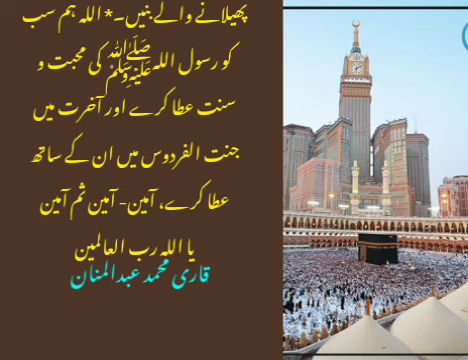 پھیلانے والے بنیں۔* اللہ ہم سب
کو رسول اللہ ﷺ کی محبت و
سنت عطا کرے اور آخرت میں
جنت الفردوس میں ان کے ساتھ
عطا کرے، آمین- آمین ثم آمین
یا اللہ رب العالمین
قاری محمد عبدالمنان